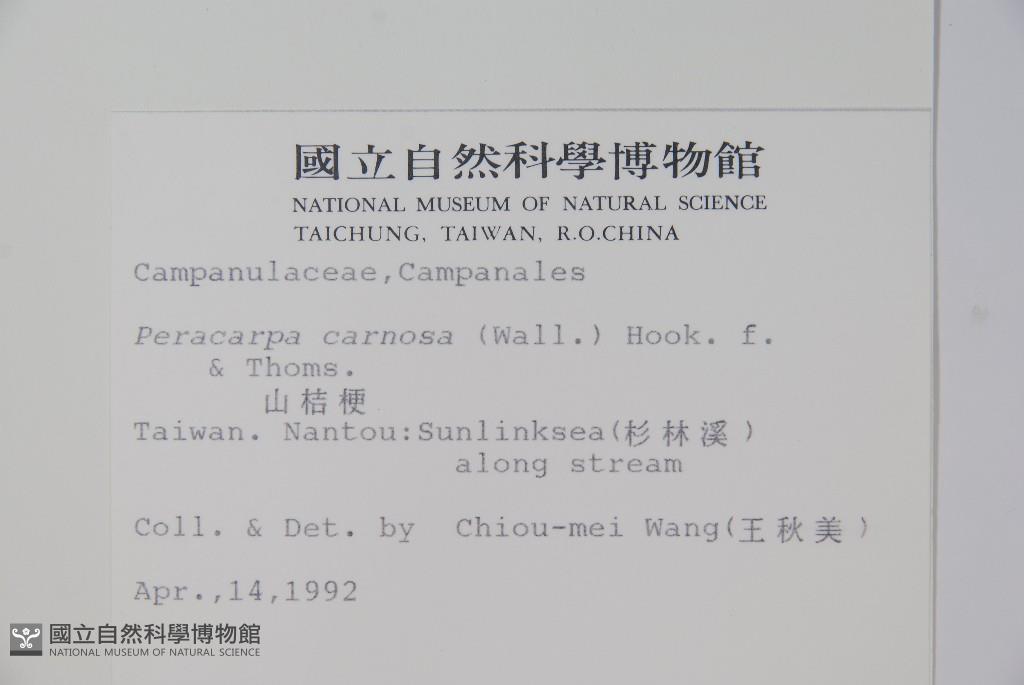 國立自然科學博物館
NATIONAL MUSEUM OF NATURAL SCIENCE
TAICHUNG, TAIWAN, R.O.CHINA
Campanulaceae,Campanales
Peracarpa carnosa (Wall.) Hook. f.
& Thoms.
山桔梗
Taiwan. Nantou:Sunlinksea(杉林溪)
along stream
Coll. & Det. by Chiou-mei Wang(王秋美)
Apr.,14,1992
國立自然科學博物館
NATIONAL MUSEUM OF NATURAL SCIENCE